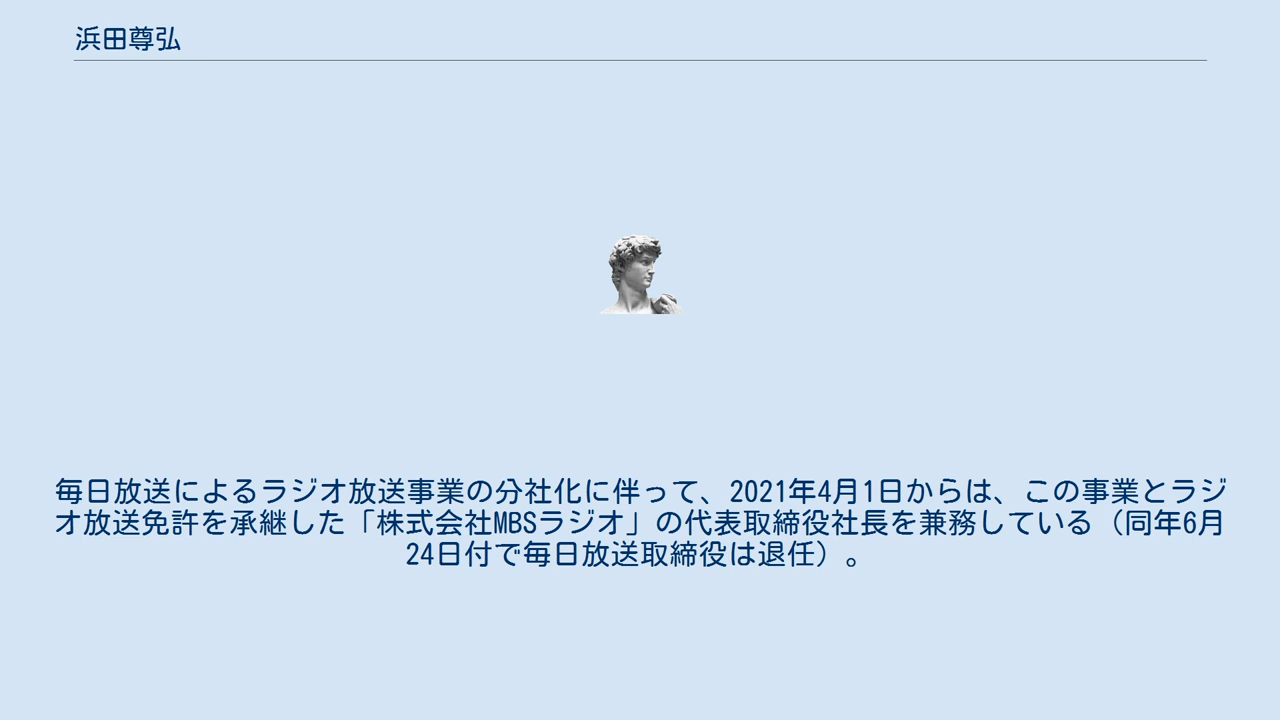 浜田尊弘
毎日放送によるラジオ放送事業の分社化に伴って、2021年4月1日からは、この事業とラジ
オ放送免許を承継した「株式会社MBSラジオ」の代表取締役社長を兼務している（同年6月
24日付で毎日放送取締役は退任）。